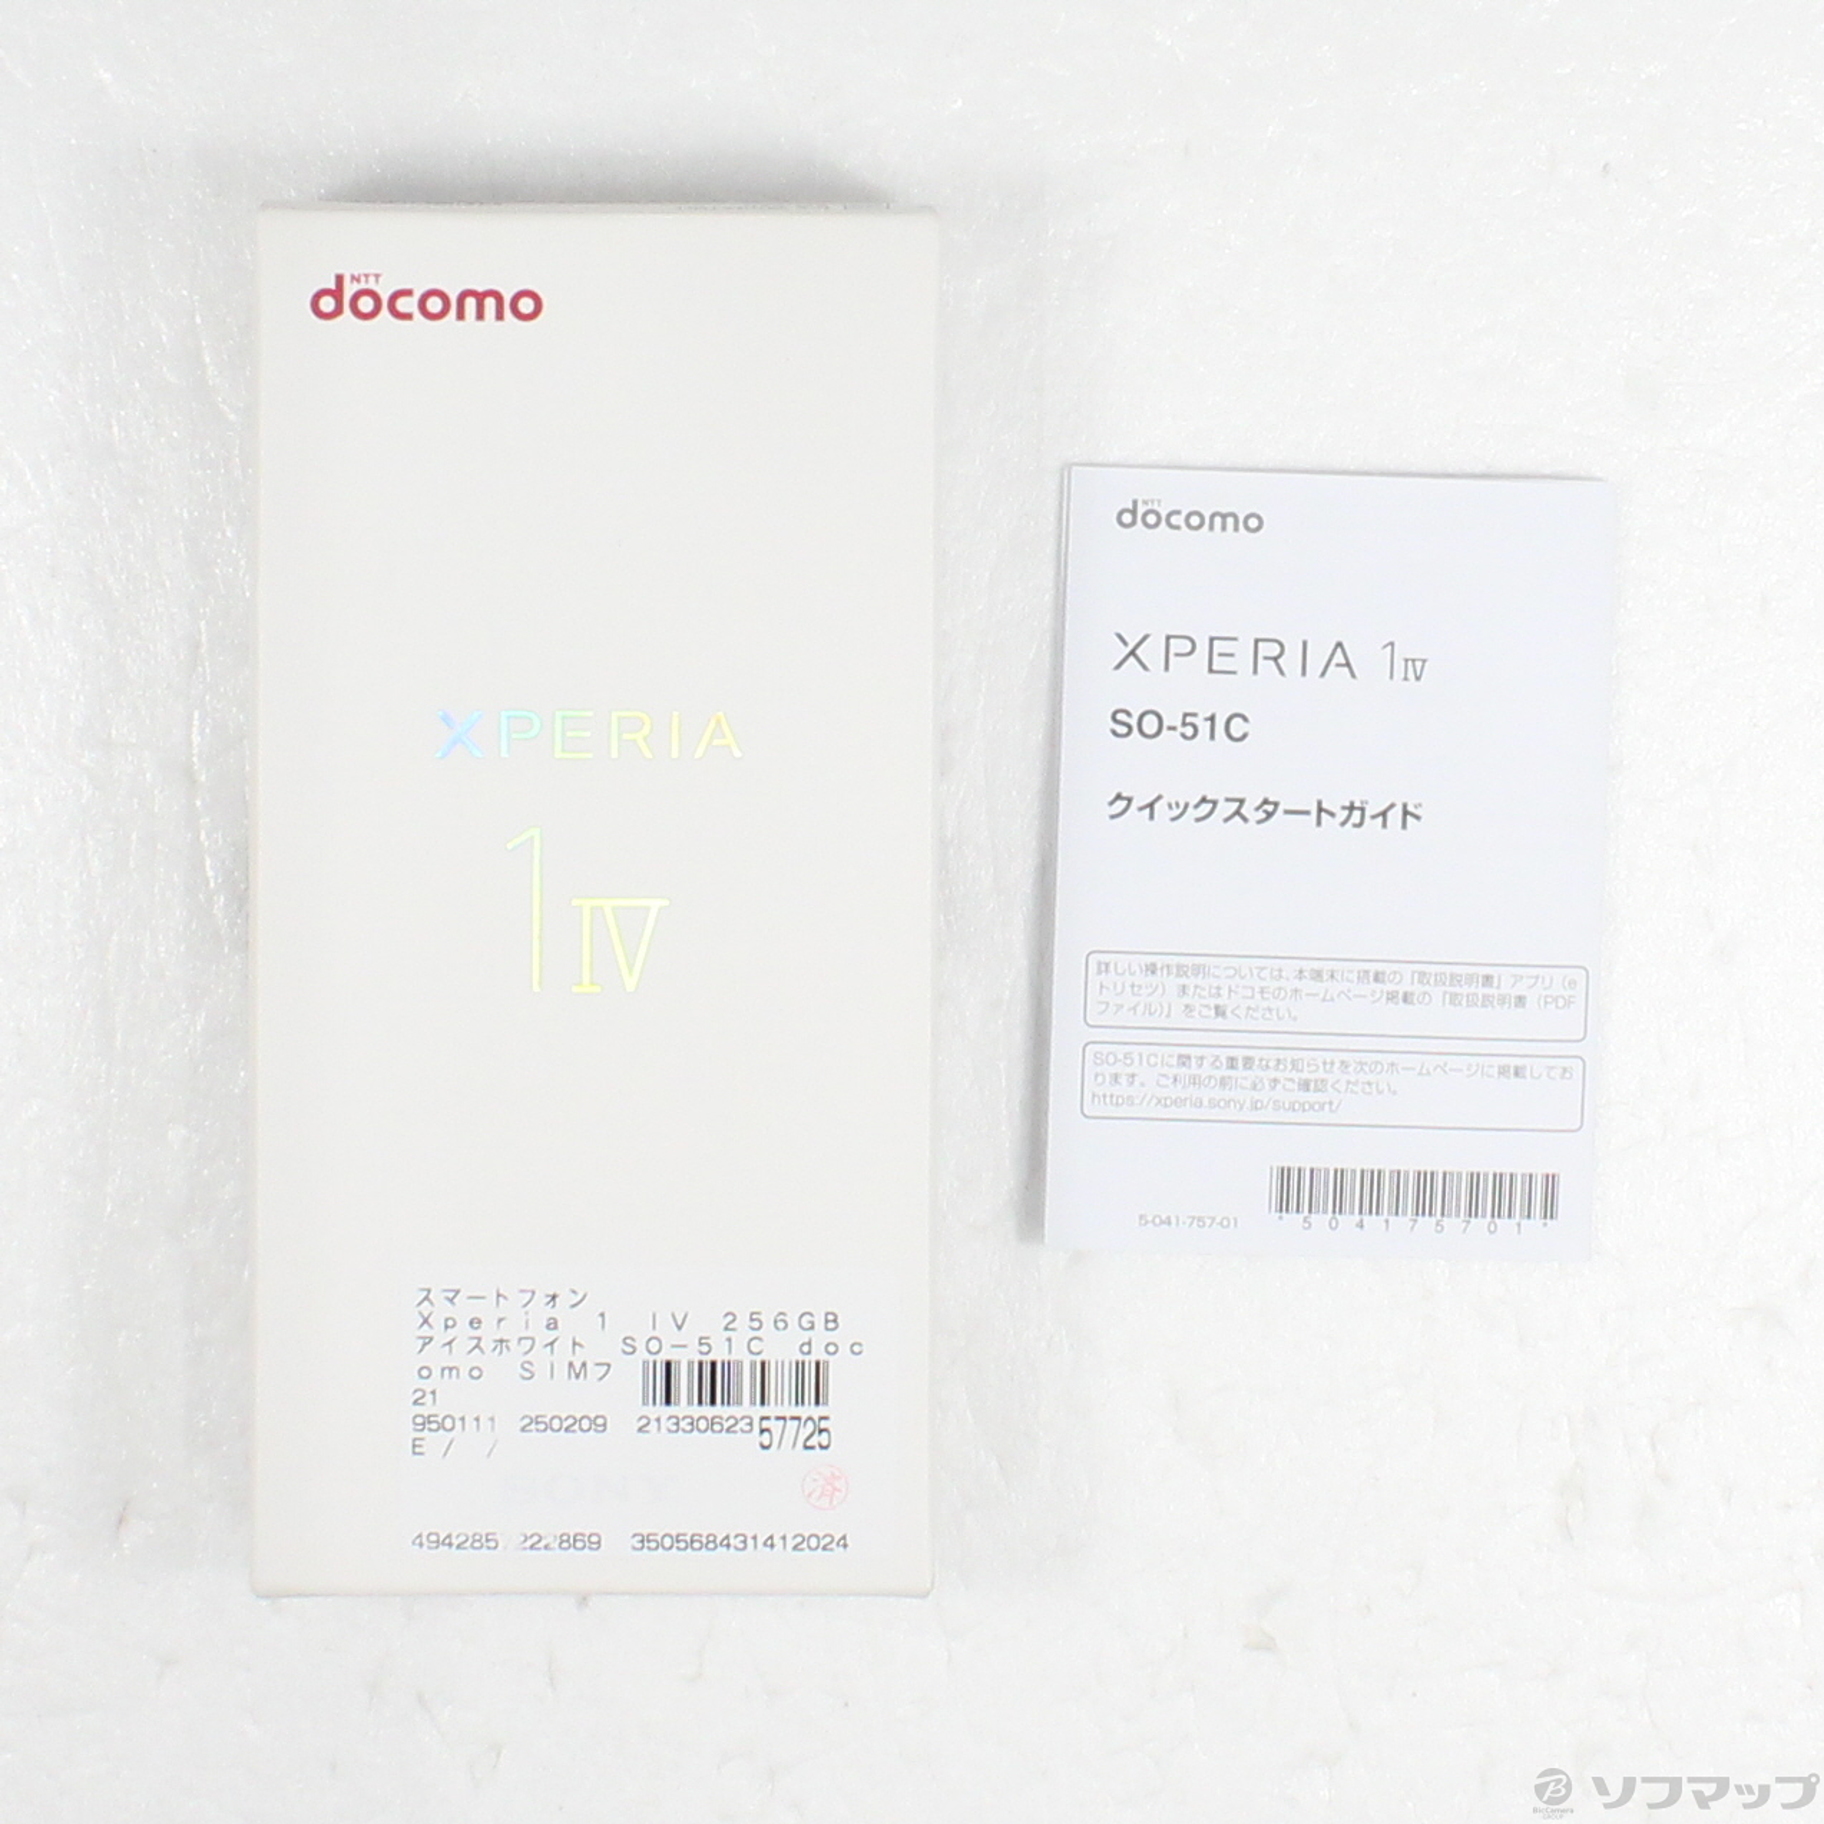 NTT
docomo
XPERIA
1 IV
スマートフォン
Xperia 1 IV 256GB
アイスホワイト SO-51C doc
omo SIMフ
21
950111 250209 2133062357725
E / /
SONY
済
494285 222869 350568431412024
NTT
docomo
XPERIA 1 IV
SO-51C
クイックスタートガイド
詳しい操作説明については、本端末に搭載の『取扱説明書』アプリ(e
トリセツ)またはドコモのホームページ掲載の『取扱説明書(PDF
ファイル)』をご覧ください。
SO-51Cに関する重要なお知らせを次のホームページに掲載してお
ります。ご利用の前に必ずご確認ください。
https://xperia.sony.jp/support/
5-041-757-01
*504175701*
BicCamera
GROUP
ソフマップ